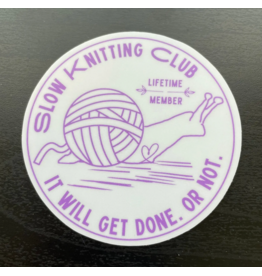 SLOW KNITTING CLUB
LIFETIME
MEMBER
IT WILL GET DONE. OR NOT.